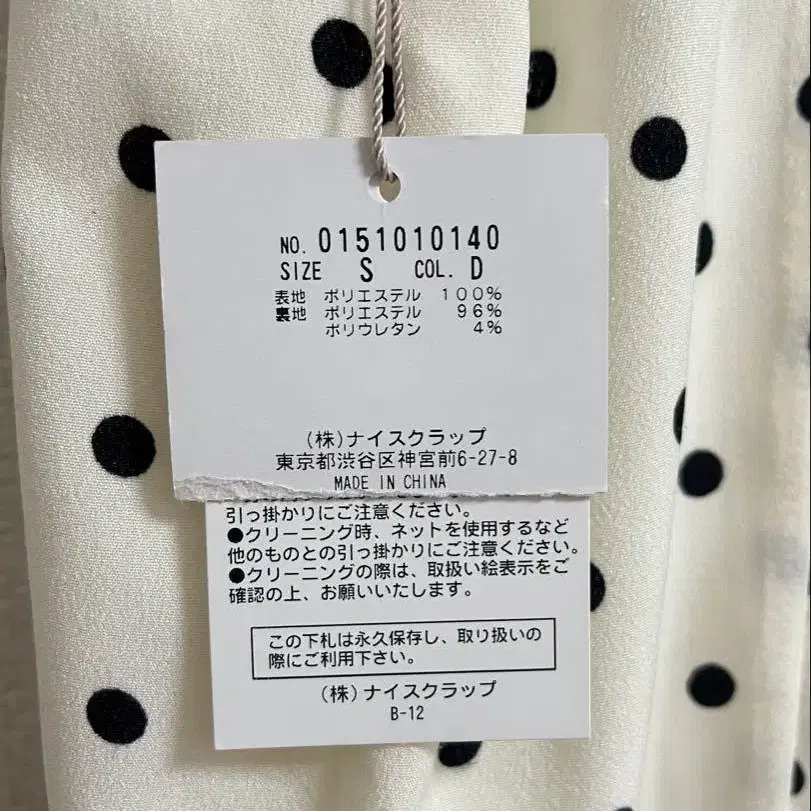 NO. 0151010140
SIZE S COL. D
表地 ポリエステル 100%
裏地 ポリエステル 96%
ポリウレタン 4%
(株)ナイスクラップ
東京都渋谷区神宮前6-27-8
MADE IN CHINA
引っ掛かりにご注意ください。
●クリーニング時、ネットを使用するなど
他のものとの引っ掛かりにご注意ください。
●クリーニングの際は、取扱い絵表示をご
確認の上、お願いいたします。
この下札は永久保存し、取り扱いの
際にご利用下さい。
(株)ナイスクラップ
B-12